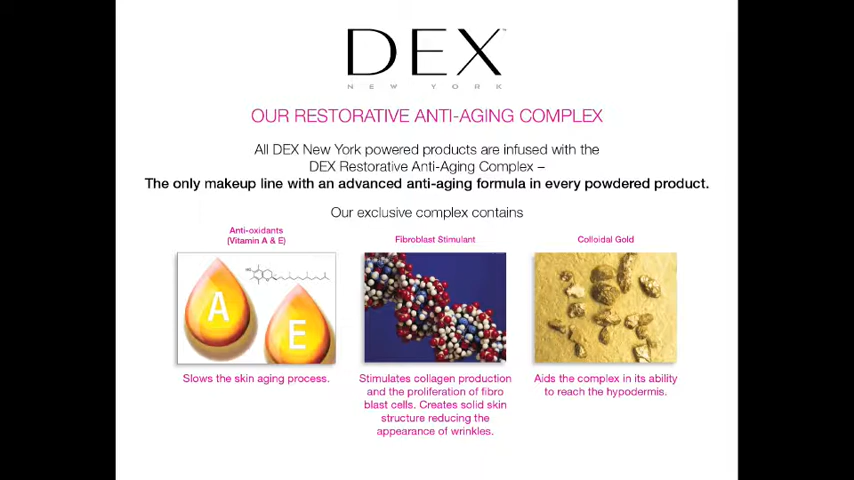 DEX™
NEW YORK
OUR RESTORATIVE ANTI-AGING COMPLEX
All DEX New York powered products are infused with the
DEX Restorative Anti-Aging Complex –
The only makeup line with an advanced anti-aging formula in every powdered product.
Our exclusive complex contains
Anti-oxidants
(Vitamin A & E)
A
E
HO
Slows the skin aging process.
Fibroblast Stimulant
Stimulates collagen production
and the proliferation of fibro
blast cells. Creates solid skin
structure reducing the
appearance of wrinkles.
Colloidal Gold
Aids the complex in its ability
to reach the hypodermis.